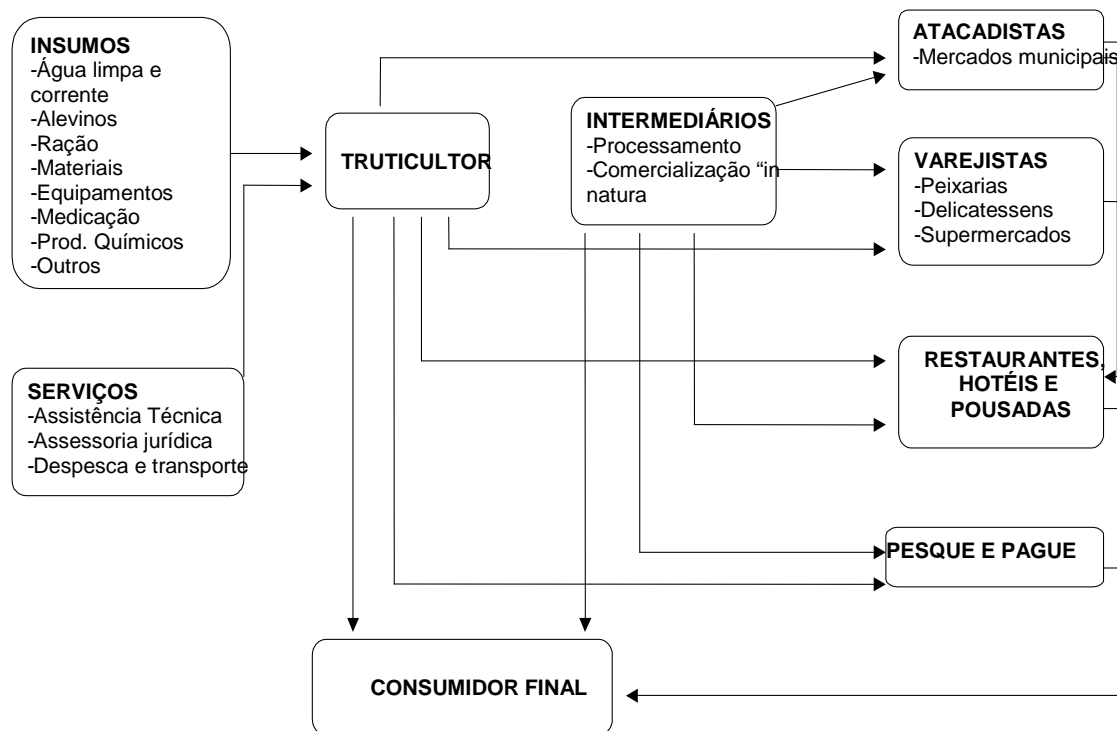 INSUMOS
-Água limpa e
corrente
-Alevinos
-Ração
-Materiais
-Equipamentos
-Medicação
-Prod. Químicos
-Outros
SERVIÇOS
-Assistência Técnica
-Assessoria jurídica
-Despesca e transporte
TRUTICULTOR
INTERMEDIÁRIOS
-Processamento
-Comercialização “in
natura
ATACADISTAS
-Mercados municipais
VAREJISTAS
-Peixarias
-Delicatessens
-Supermercados
RESTAURANTES,
HOTÉIS E
POUSADAS
PESQUE E PAGUE
CONSUMIDOR FINAL